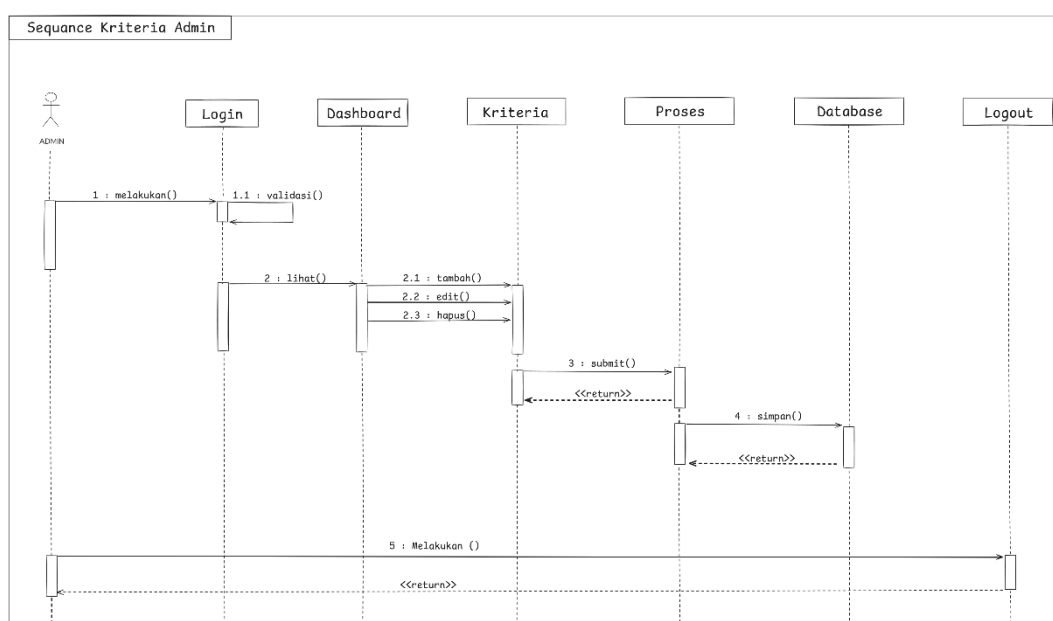 Sequance Kriteria Admin
ADMIN
Login
Dashboard
Kriteria
Proses
Database
Logout
1 : melakukan()
1.1 : validasi()
2 : lihat()
2.1 : tambah()
2.2 : edit()
2.3 : hapus()
3 : submit()
<<return>>
4 : simpan()
<<return>>
5 : Melakukan ()
<<return>>